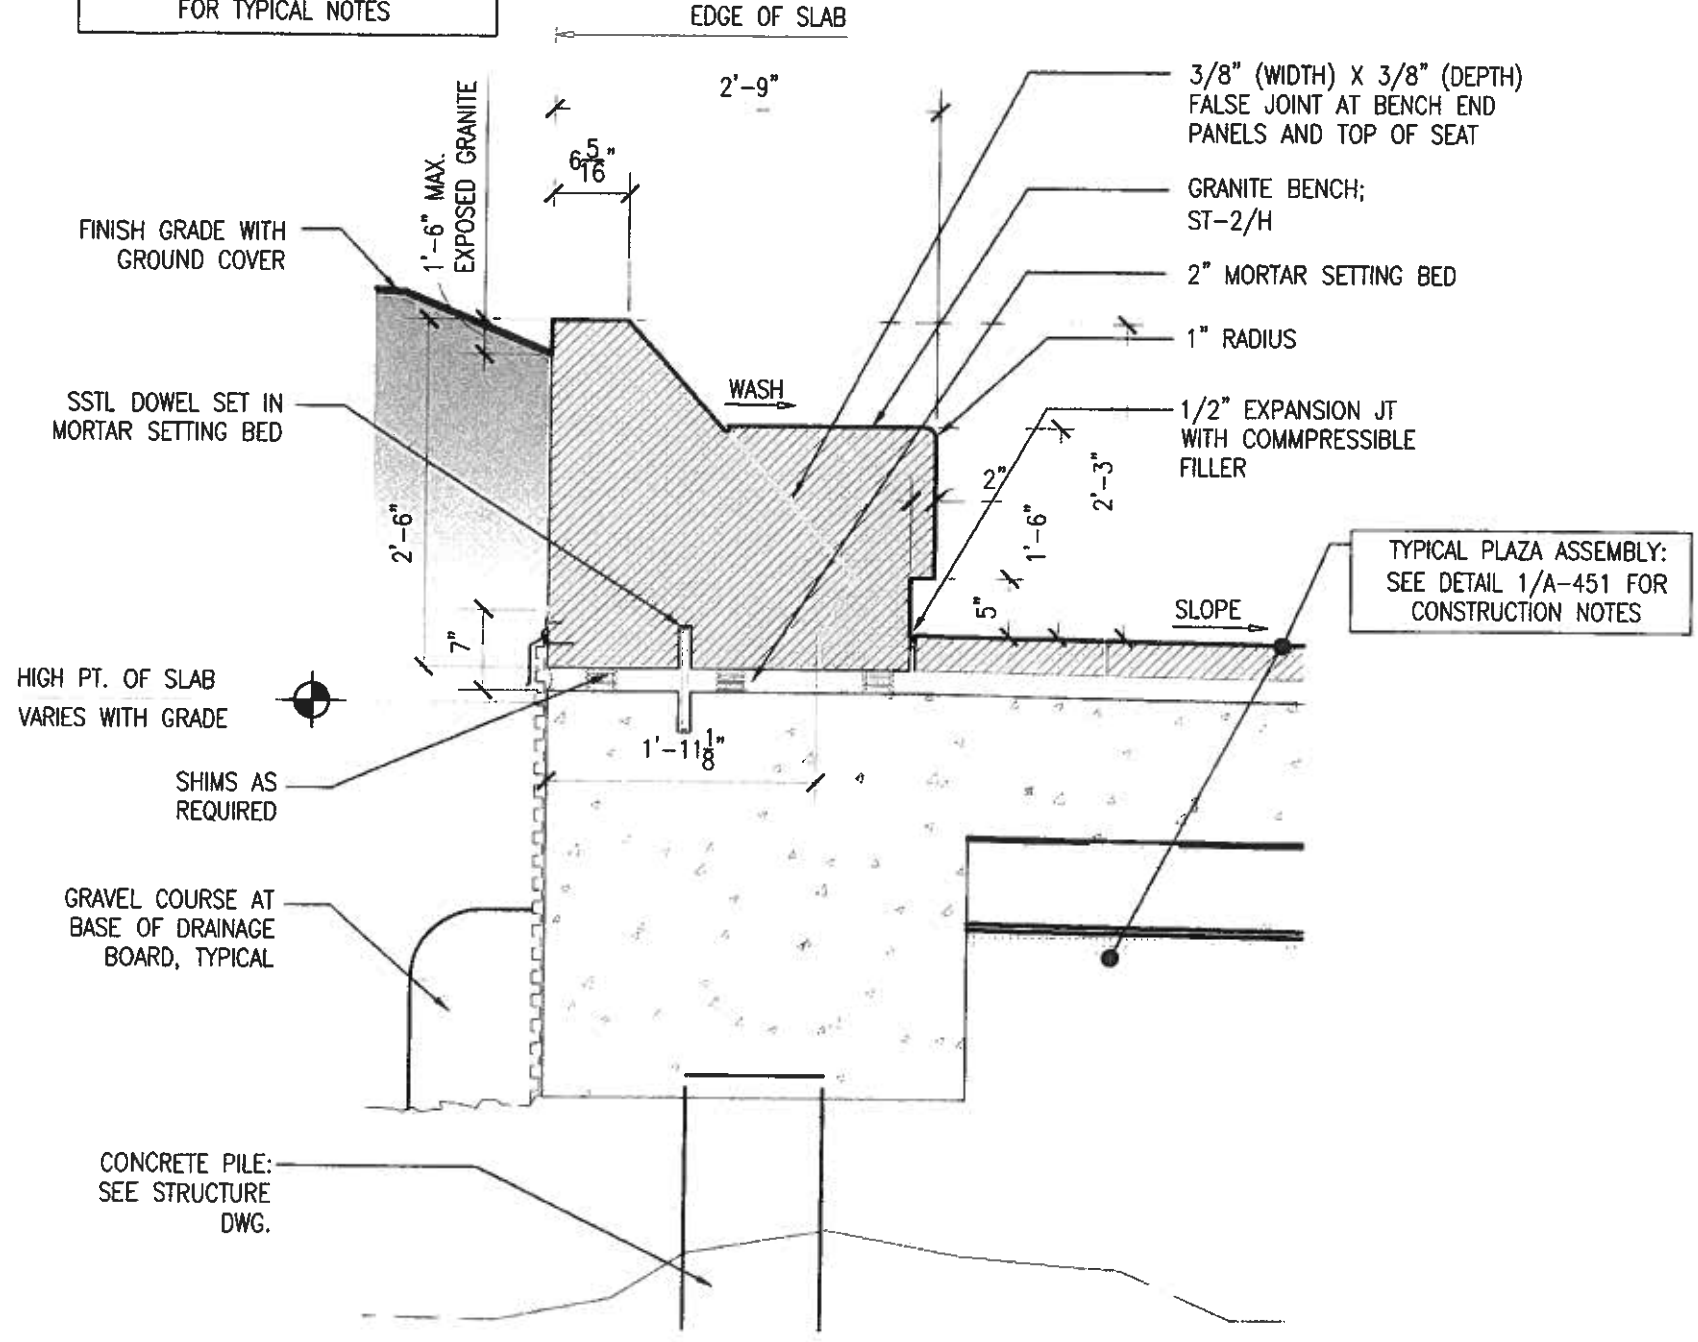 FOR TYPICAL NOTES
EDGE OF SLAB
2'-9"
6 5/16"
1'-6" MAX.
EXPOSED GRANITE
3/8" (WIDTH) X 3/8" (DEPTH)
FALSE JOINT AT BENCH END
PANELS AND TOP OF SEAT
GRANITE BENCH;
ST-2/H
2" MORTAR SETTING BED
1" RADIUS
1/2" EXPANSION JT
WITH COMMPRESSIBLE
FILLER
FINISH GRADE WITH
GROUND COVER
SSTL DOWEL SET IN
MORTAR SETTING BED
WASH
2"
2'-3"
1'-6"
5"
2'-6"
7"
SLOPE
TYPICAL PLAZA ASSEMBLY:
SEE DETAIL 1/A-451 FOR
CONSTRUCTION NOTES
HIGH PT. OF SLAB
VARIES WITH GRADE
1'-11 1/8"
SHIMS AS
REQUIRED
GRAVEL COURSE AT
BASE OF DRAINAGE
BOARD, TYPICAL
CONCRETE PILE:
SEE STRUCTURE
DWG.